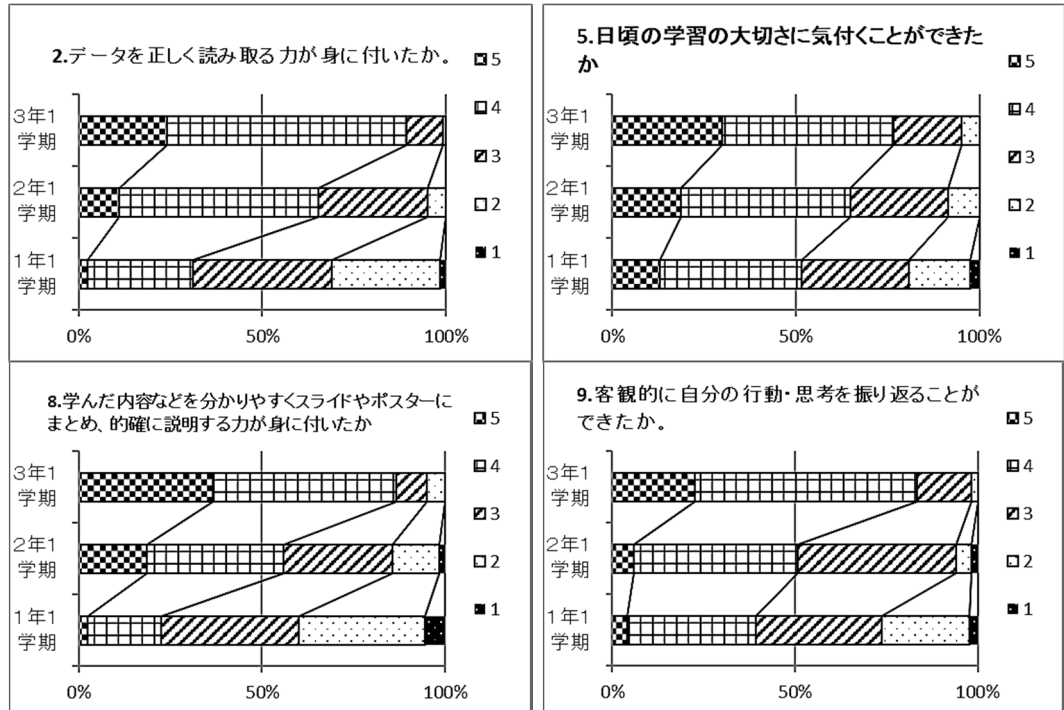 2.データを正しく読み取る力が身に付いたか。
5
4
3
2
1
3年1
学期
2年1
学期
1年1
学期
0%
50%
100%
5.日頃の学習の大切さに気付くことができた
か
5
4
3
2
1
3年1
学期
2年1
学期
1年1
学期
0%
50%
100%
8.学んだ内容などを分かりやすくスライドやポスターに
まとめ、的確に説明する力が身に付いたか
5
4
3
2
1
3年1
学期
2年1
学期
1年1
学期
0%
50%
100%
9.客観的に自分の行動・思考を振り返ることが
できたか。
5
4
3
2
1
3年1
学期
2年1
学期
1年1
学期
0%
50%
100%